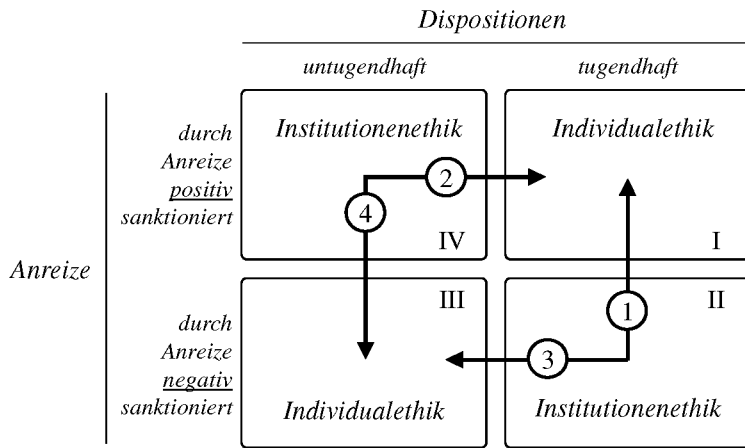 Dispositionen
untugendhaft
tugendhaft
Anreize
durch
Anreize
positiv
sanktioniert
Institutionenethik
2
4
IV
Individualethik
I
durch
Anreize
negativ
sanktioniert
III
Individualethik
II
1
3
Institutionenethik